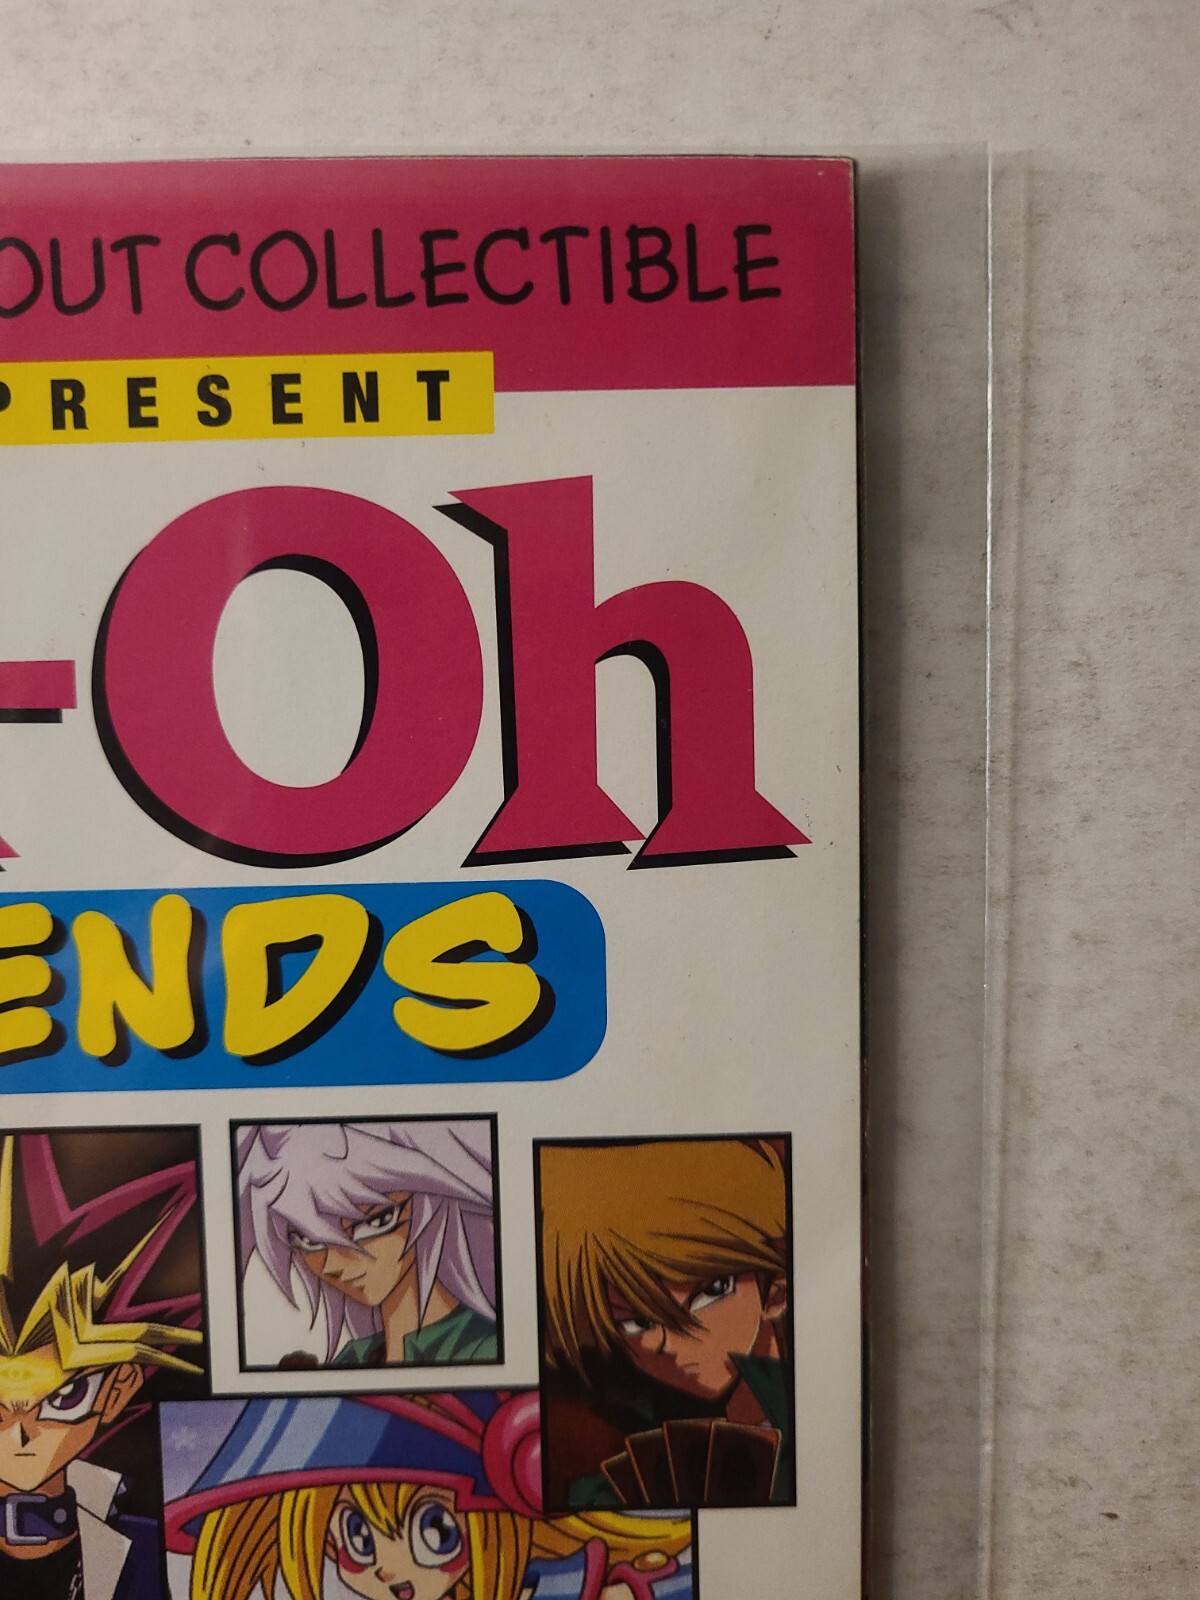 OUT COLLECTIBLE
PRESENT
-Oh
ENDS